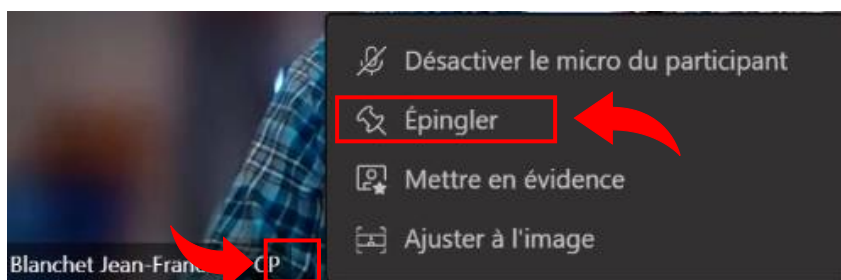 Désactiver le micro du participant
Épingler
Mettre en évidence
Ajuster à l'image
Blanchet Jean-Fran CP